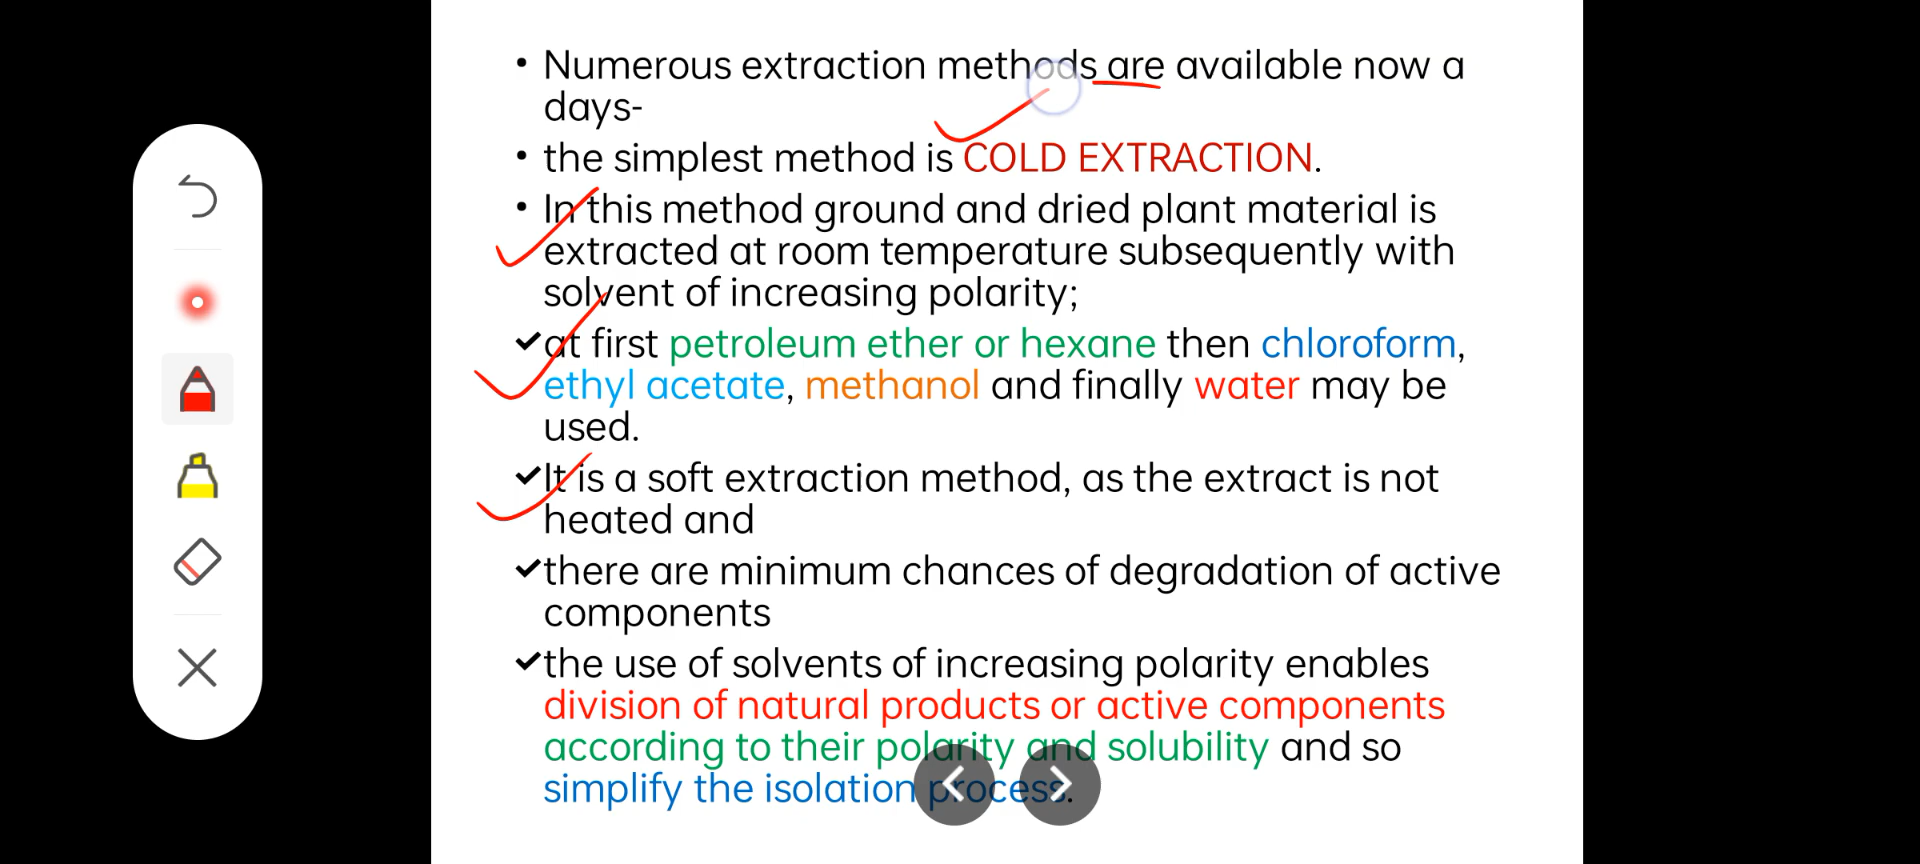 • Numerous extraction methods are available now a
days-
• the simplest method is COLD EXTRACTION.
• In this method ground and dried plant material is
extracted at room temperature subsequently with
solvent of increasing polarity;
✔at first petroleum ether or hexane then chloroform,
ethyl acetate, methanol and finally water may be
used.
✔It is a soft extraction method, as the extract is not
heated and
✔there are minimum chances of degradation of active
components
✔the use of solvents of increasing polarity enables
division of natural products or active components
according to their polarity and solubility and so
simplify the isolation process.